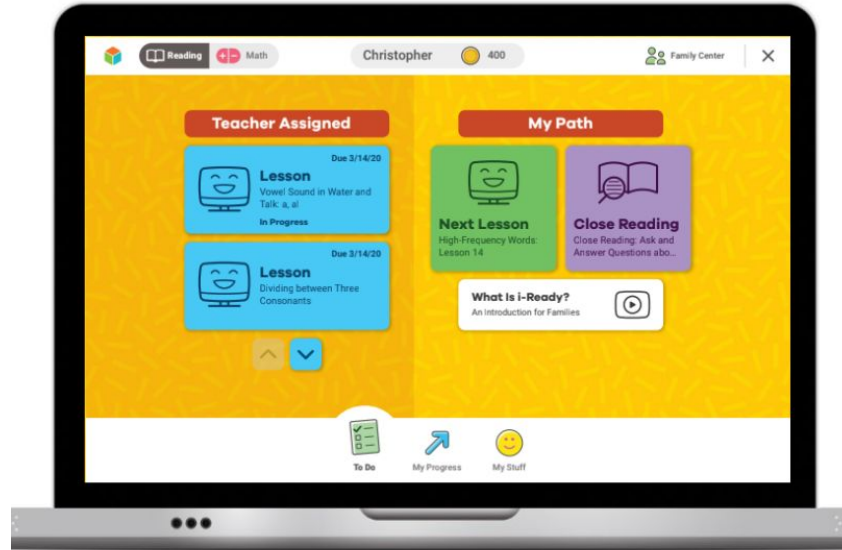 Reading
Math
Christopher
400
Family Center
Teacher Assigned
Due 3/14/20
Lesson
Vowel Sound in Water and
Talk: a, al
In Progress
Due 3/14/20
Lesson
Dividing between Three
Consonants
My Path
Next Lesson
High-Frequency Words:
Lesson 14
Close Reading
Close Reading: Ask and
Answer Questions abo...
What Is i-Ready?
An Introduction for Families
To Do
My Progress
My Stuff